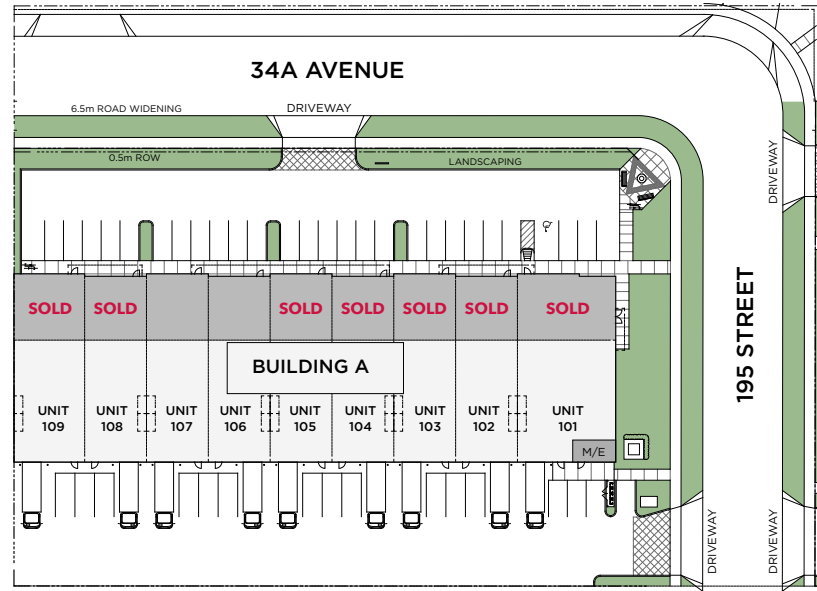 34A AVENUE
6.5m ROAD WIDENING
DRIVEWAY
0.5m ROW
LANDSCAPING
DRIVEWAY
195 STREET
SOLD
SOLD
SOLD
SOLD
SOLD
SOLD
SOLD
BUILDING A
UNIT
109
UNIT
108
UNIT
107
UNIT
106
UNIT
105
UNIT
104
UNIT
103
UNIT
102
UNIT
101
M/E
DRIVEWAY
DRIVEWAY